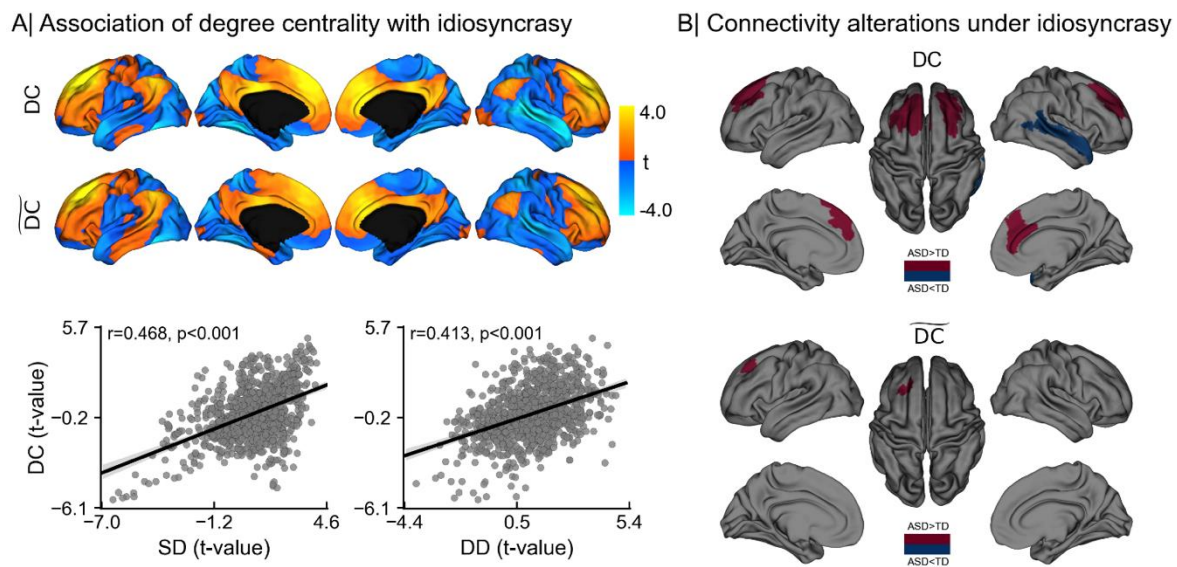 A| Association of degree centrality with idiosyncrasy
DC
D͠C
4.0
t
-4.0
5.7
r=0.468, p<0.001
−0.2
DC (t-value)
−6.1
−7.0
−1.2
4.6
SD (t-value)
5.7
r=0.413, p<0.001
−0.2
−6.1
−4.4
0.5
5.4
DD (t-value)
B| Connectivity alterations under idiosyncrasy
DC
ASD>TD
ASD<TD
D͠C
ASD>TD
ASD<TD